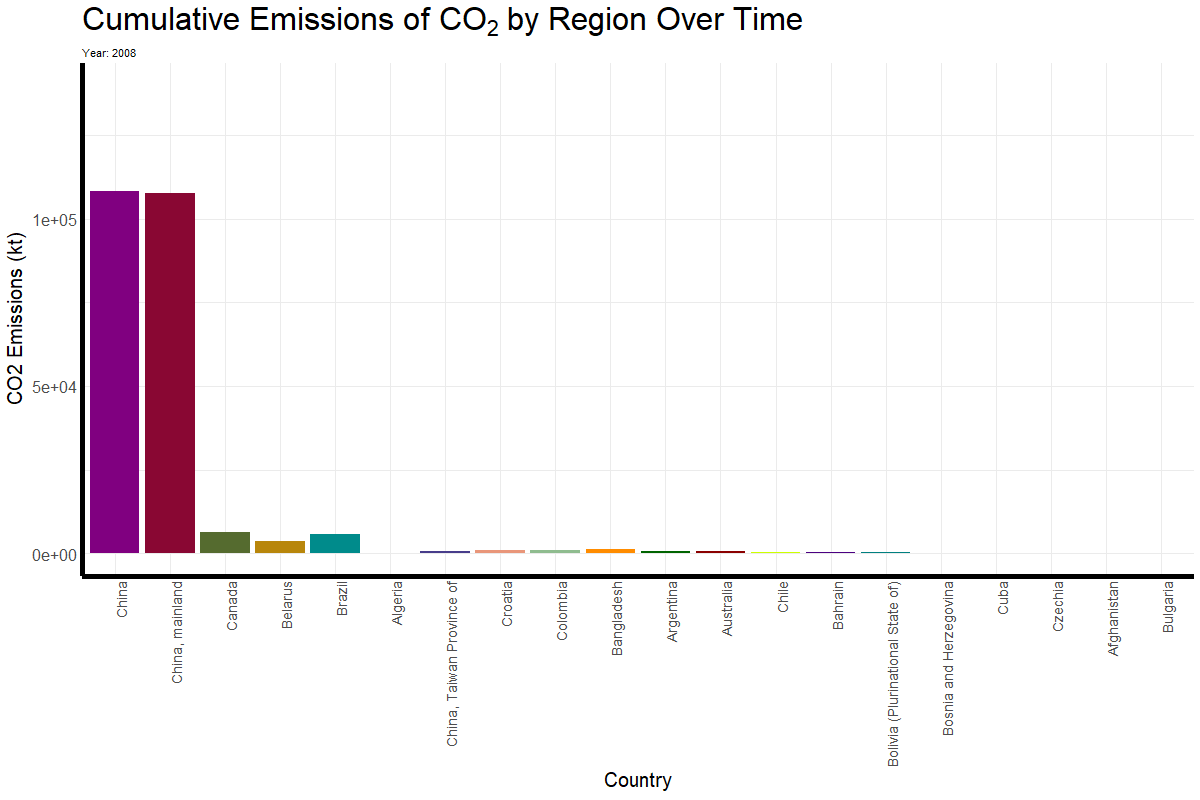 Cumulative Emissions of CO₂ by Region Over Time
Year: 2008
CO2 Emissions (kt)
1e+05
5e+04
0e+00
China
China, mainland
Canada
Belarus
Brazil
Algeria
China, Taiwan Province of
Croatia
Colombia
Bangladesh
Argentina
Australia
Chile
Bahrain
Bolivia (Plurinational State of)
Bosnia and Herzegovina
Cuba
Czechia
Afghanistan
Bulgaria
Country